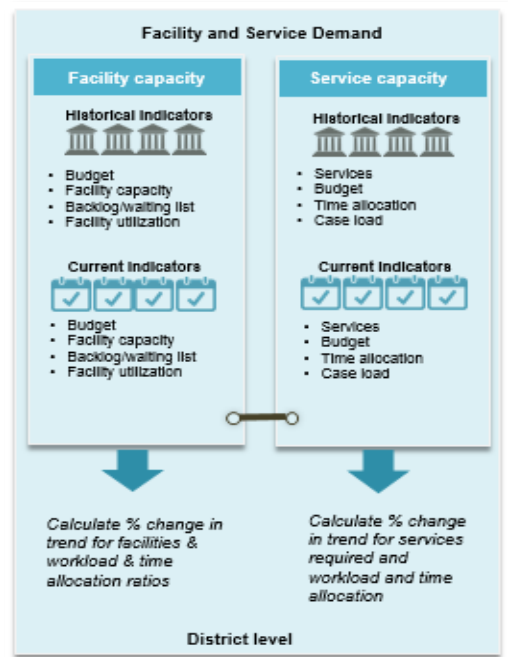 Facility and Service Demand
Facility capacity
Historical Indicators
• Budget
• Facility capacity
• Backlog/waiting list
• Facility utilization
Current Indicators
• Budget
• Facility capacity
• Backlog/waiting list
• Facility utilization
Calculate % change in
trend for facilities &
workload & time
allocation ratios
Service capacity
Historical Indicators
• Services
• Budget
• Time allocation
• Case load
Current Indicators
• Services
• Budget
• Time allocation
• Case load
Calculate % change
in trend for services
required and
workload and time
allocation
District level